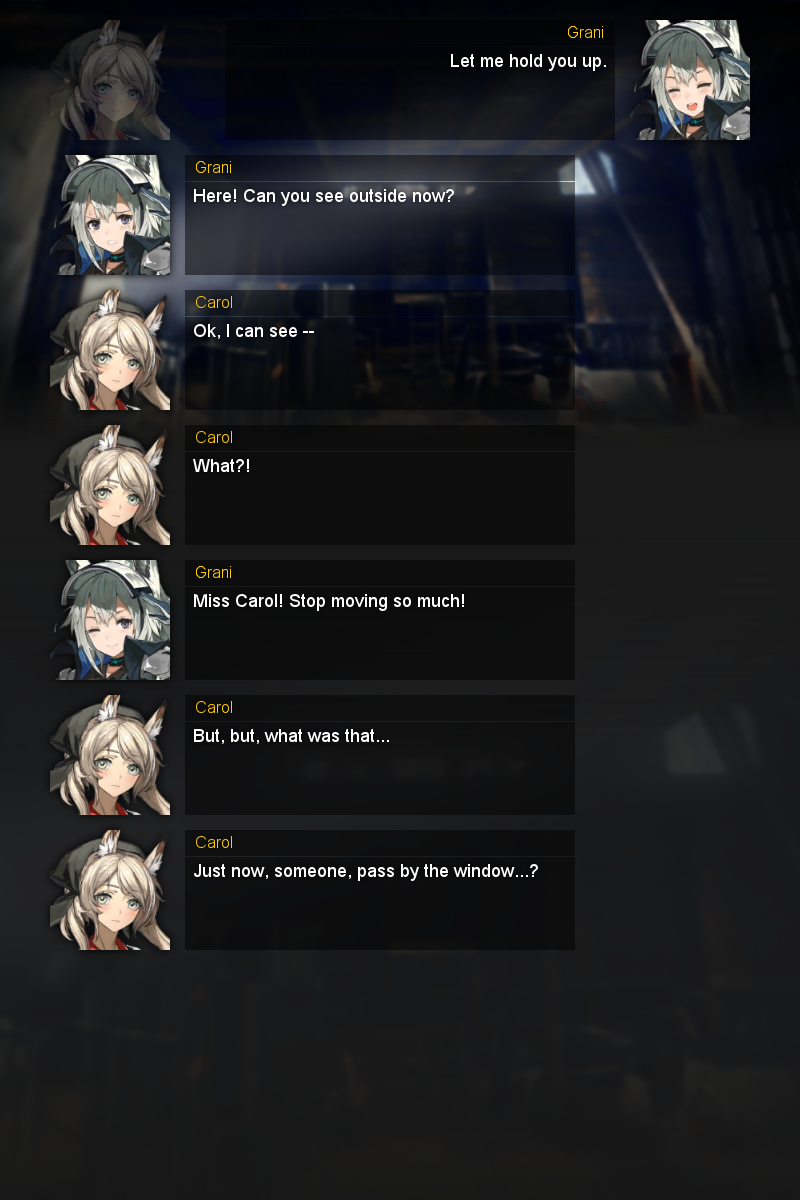 Grani
Let me hold you up.
Grani
Here! Can you see outside now?
Carol
Ok, I can see --
Carol
What?!
Grani
Miss Carol! Stop moving so much!
Carol
But, but, what was that...
Carol
Just now, someone, pass by the window...?